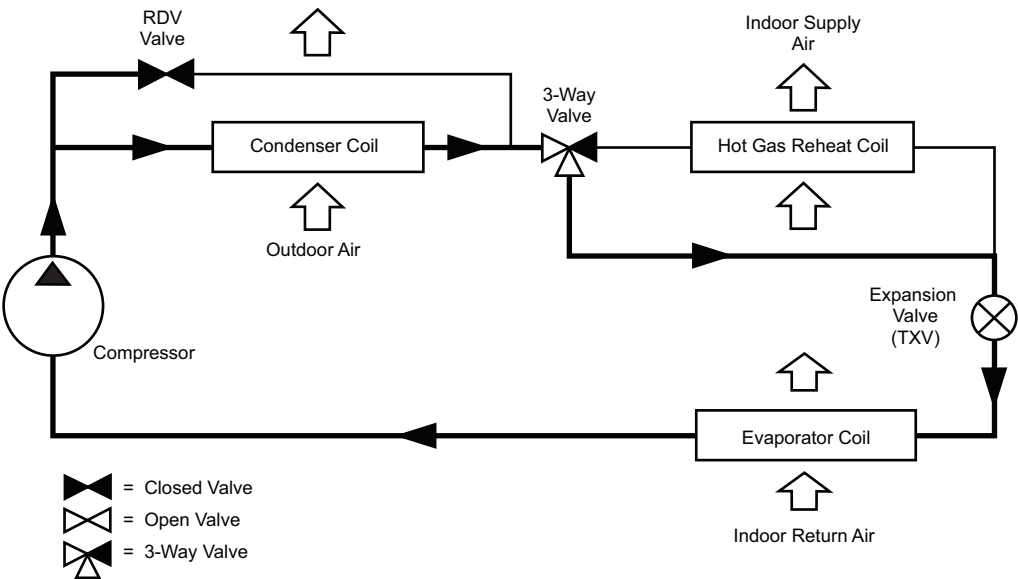 RDV
Valve
Indoor Supply
Air
3-Way
Valve
Condenser Coil
Hot Gas Reheat Coil
Outdoor Air
Expansion
Valve
(TXV)
Compressor
Evaporator Coil
= Closed Valve
= Open Valve
= 3-Way Valve
Indoor Return Air